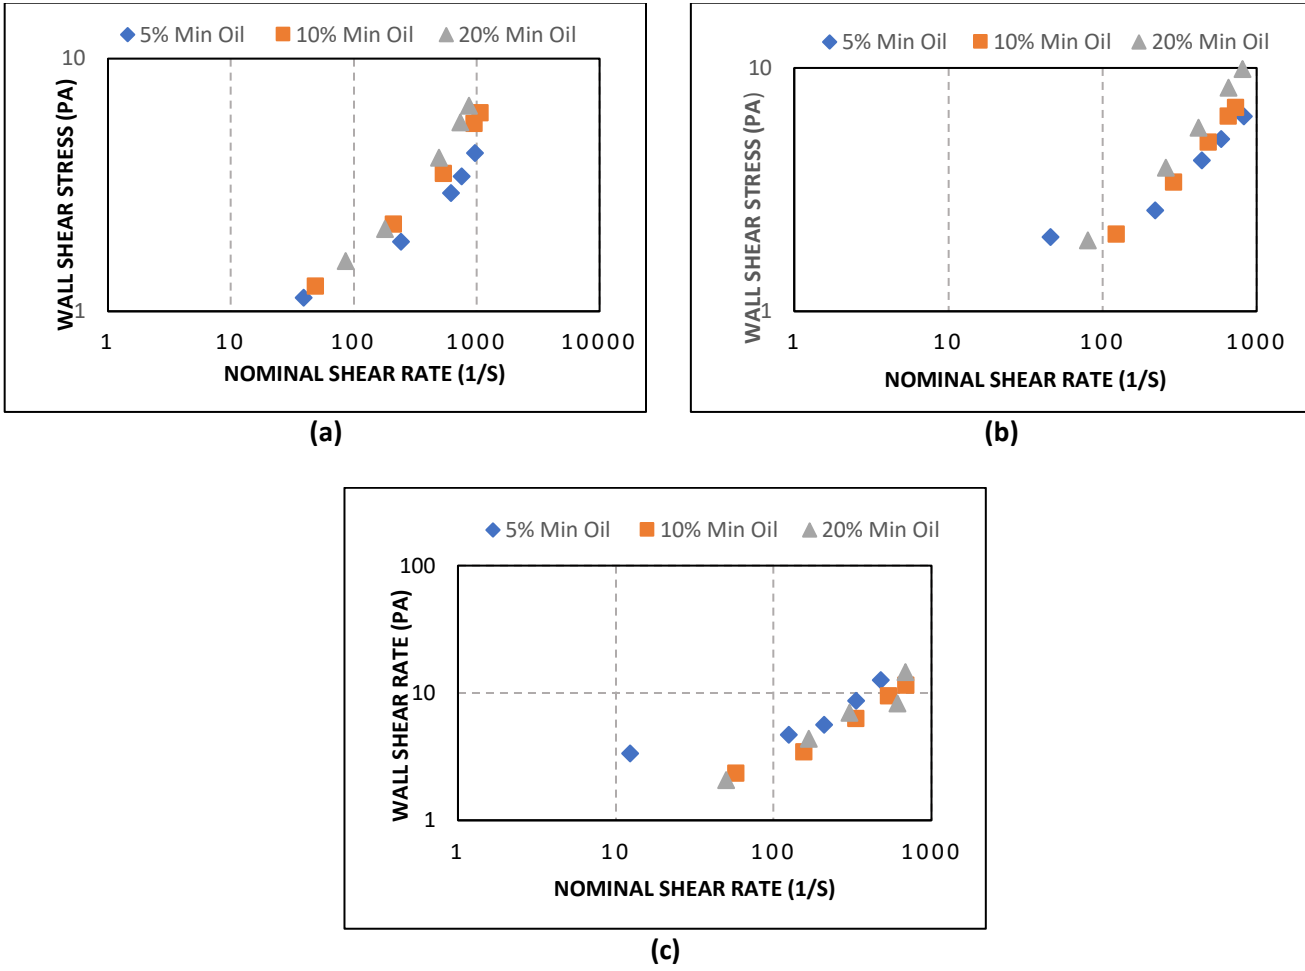 5% Min Oil 10% Min Oil 20% Min Oil
10
1
WALL SHEAR STRESS (PA)
1 10 100 1000 10000
NOMINAL SHEAR RATE (1/S)
(a)
5% Min Oil 10% Min Oil 20% Min Oil
10
1
WALL SHEAR STRESS (PA)
1 10 100 1000
NOMINAL SHEAR RATE (1/S)
(b)
5% Min Oil 10% Min Oil 20% Min Oil
100
10
1
WALL SHEAR RATE (PA)
1 10 100 1000
NOMINAL SHEAR RATE (1/S)
(c)